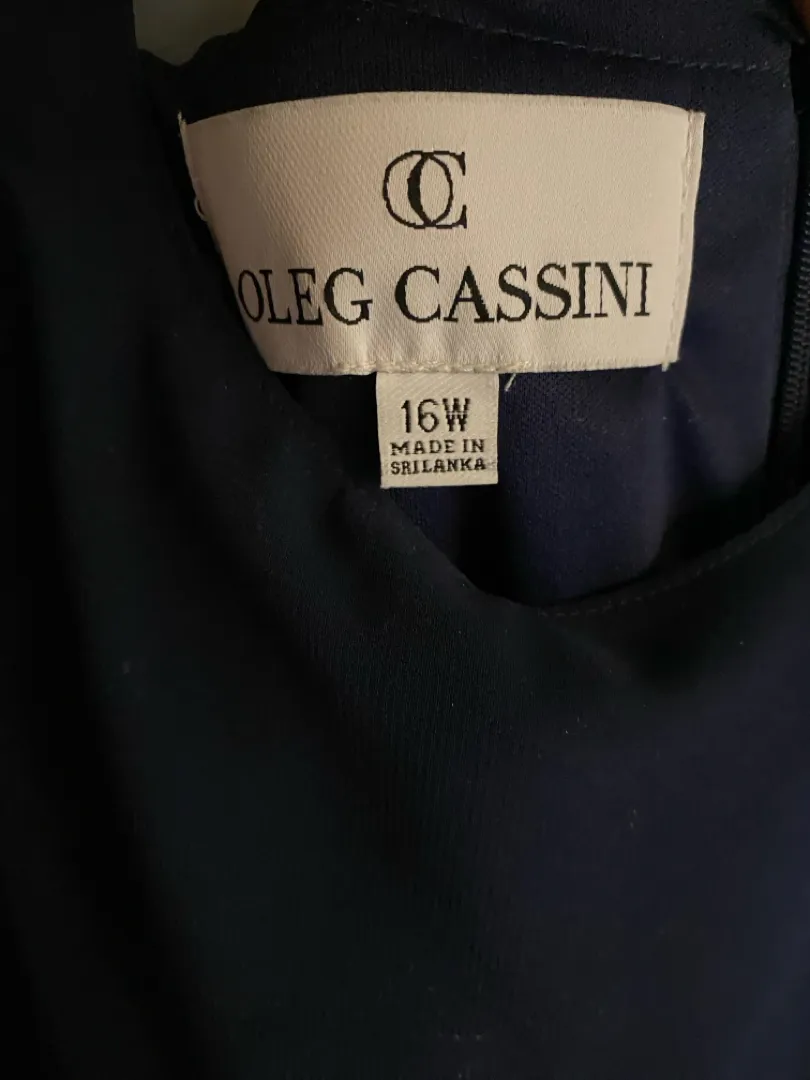 OC
OLEG CASSINI
16W
MADE IN
SRILANKA